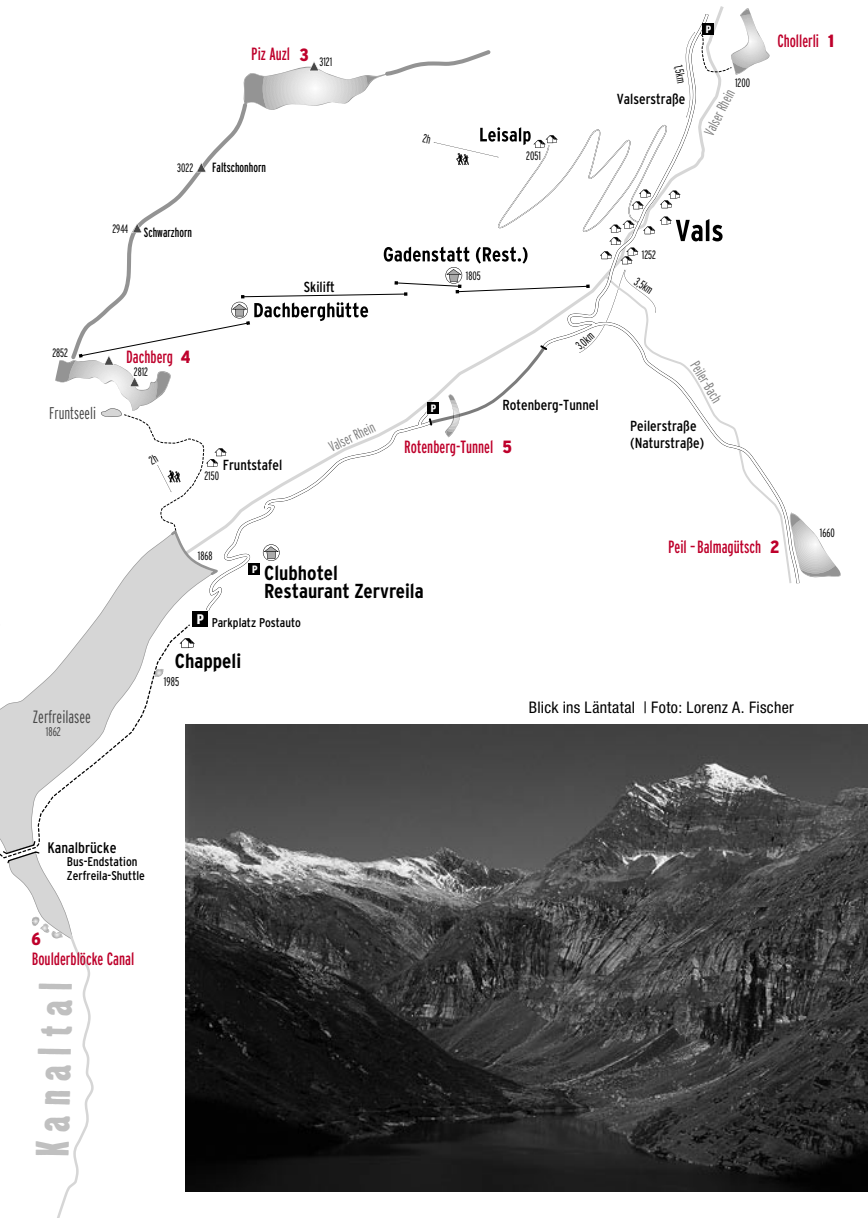 Piz Auzl 3
3121
P
Chollerli 1
1200
1,5km
Valserstraße
Valser Rhein
2h
Leisalp
2051
3022
Faltschonhorn
2944
Schwarzhorn
Vals
1252
Gadenstatt (Rest.)
1805
3,5km
Skilift
Dachberghütte
3,0km
2852
Dachberg 4
2812
Fruntseeli
Peiler-Bach
P
Rotenberg-Tunnel
Valser Rhein
Rotenberg-Tunnel 5
Peilerstraße
(Naturstraße)
2h
Fruntstafel
2150
1660
Peil - Balmagütsch 2
1868
P
Clubhotel
Restaurant Zervreila
P Parkplatz Postauto
Chappeli
1985
Zerfreilasee
1862
Blick ins Läntatal | Foto: Lorenz A. Fischer
Kanalbrücke
Bus-Endstation
Zerfreila-Shuttle
6
Boulderblöcke Canal
Kanaltal